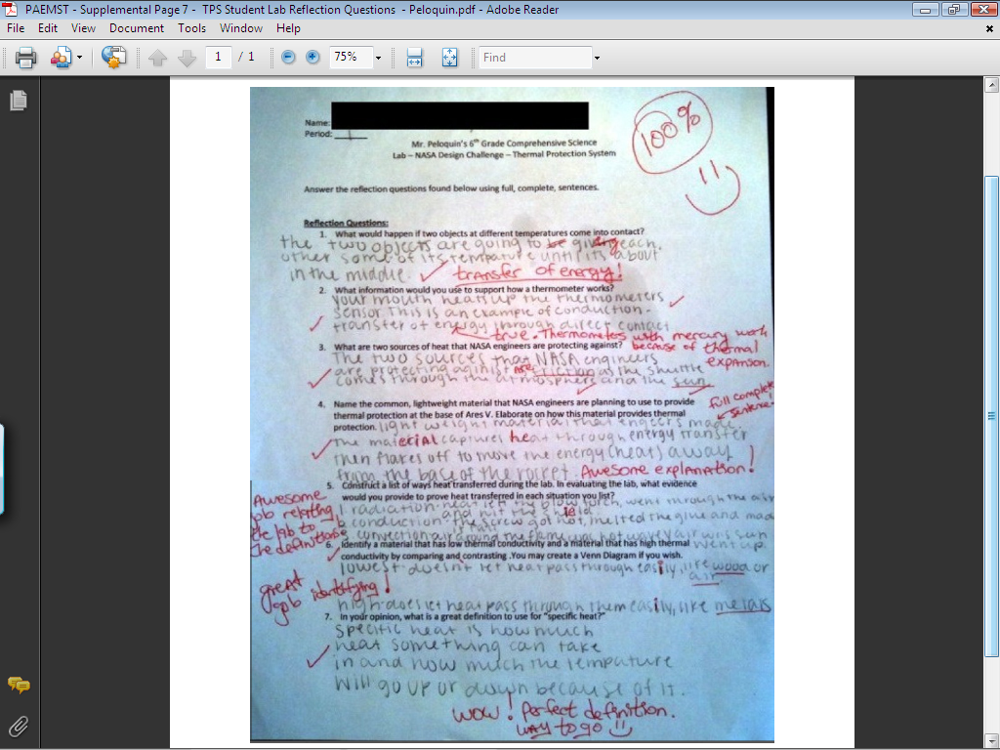 PAEMST - Supplemental Page 7 - TPS Student Lab Reflection Questions - Peloquin.pdf - Adobe Reader
File Edit View Document Tools Window Help
1 / 1 75% Find
Name:
Period:
100%
Mr. Peloquin's 6th Grade Comprehensive Science
Lab – NASA Design Challenge – Thermal Protection System
Answer the reflection questions found below using full, complete, sentences.
Reflection Questions:
1. What would happen if two objects at different temperatures come into contact?
the two objects are going to be giving each
other some of its tempature until its about
in the middle.
transfer of energy!
2. What information would you use to support how a thermometer works?
your mouth heats up the thermometers
sensor This is an example of conduction-
transfer of energy through direct contact
true. Thermometers with mercury work
because of thermal
expansion.
3. What are two sources of heat that NASA engineers are protecting against?
The two sources that NASA engineers
are protecting against are friction as the shuttle
comes through the atmosphere and the sun.
4. Name the common, lightweight material that NASA engineers are planning to use to provide
thermal protection at the base of Ares V. Elaborate on how this material provides thermal
protection. light weight material that made.
full complete
sentence.
The material captures heat through energy transfer
then flakes off to move the energy (heat) away
from the base of the rocket. Awesome explanation!
5. Construct a list of ways heat transferred during the lab. In evaluating the lab, what evidence
would you provide to prove heat transferred in each situation you list?
Awesome
job relating
the lab to
the definitions
radiation: heat left the blow torch, went through the air
and hit the shield
conduction: the screw got hot, melted the glue and made
convection: air around the flame was hot
went up.
6. Identify a material that has low thermal conductivity and a material that has high thermal
conductivity by comparing and contrasting .You may create a Venn Diagram if you wish.
lowest-doesn't let heat pass through easily, like wood or
air
great
job identifying!
high-does let heat pass through them easily, like metals
7. In your opinion, what is a great definition to use for "specific heat?"
Specific heat is how much
heat something can take
in and how much the tempature
will go up or down because of it.
wow! Perfect definition.
way to go